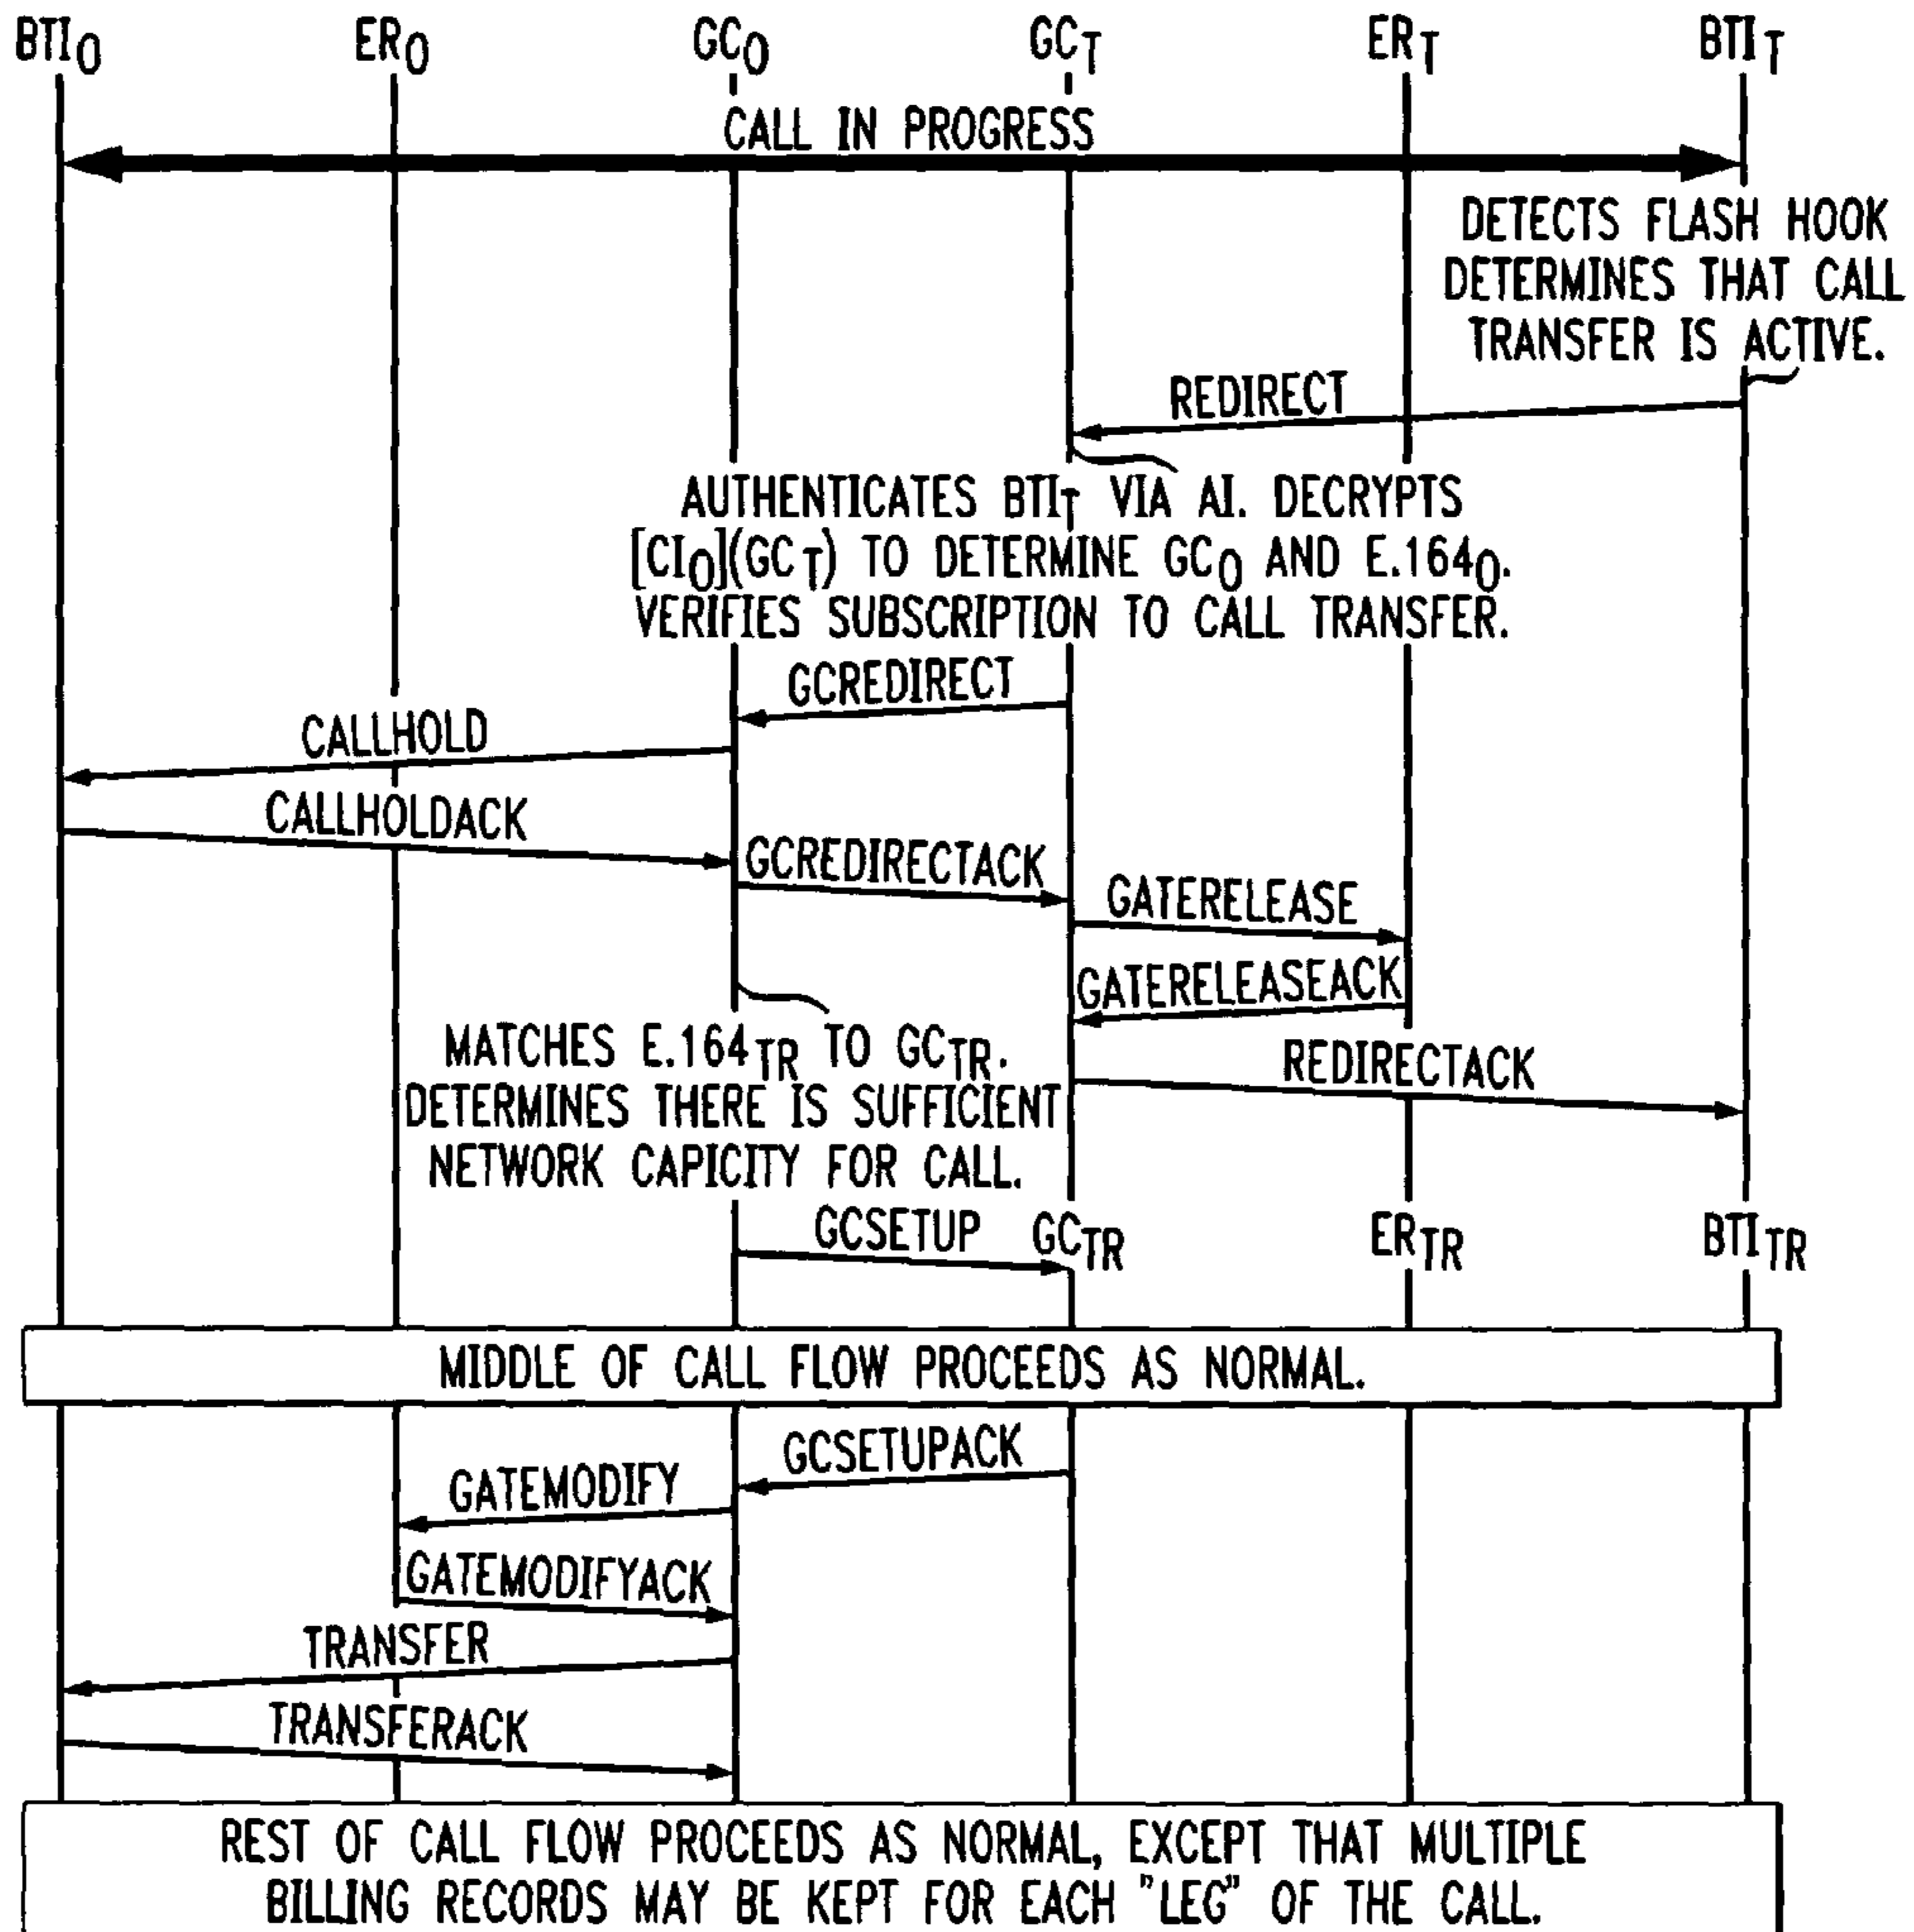 BTIO ERO GCO GCT ERT BTIT
CALL IN PROGRESS
DETECTS FLASH HOOK
DETERMINES THAT CALL
TRANSFER IS ACTIVE.
REDIRECT
AUTHENTICATES BTIT VIA AI. DECRYPTS
[CIO](GCT) TO DETERMINE GCO AND E.164O.
VERIFIES SUBSCRIPTION TO CALL TRANSFER.
GCREDIRECT
CALLHOLD
CALLHOLDACK
GCREDIRECTACK
GATERELEASE
GATERELEASEACK
MATCHES E.164TR TO GCTR.
DETERMINES THERE IS SUFFICIENT
NETWORK CAPICITY FOR CALL.
REDIRECTACK
GCSETUP GCTR ERTR BTITR
MIDDLE OF CALL FLOW PROCEEDS AS NORMAL.
GCSETUPACK
GATEMODIFY
GATEMODIFYACK
TRANSFER
TRANSFERACK
REST OF CALL FLOW PROCEEDS AS NORMAL, EXCEPT THAT MULTIPLE
BILLING RECORDS MAY BE KEPT FOR EACH "LEG" OF THE CALL.